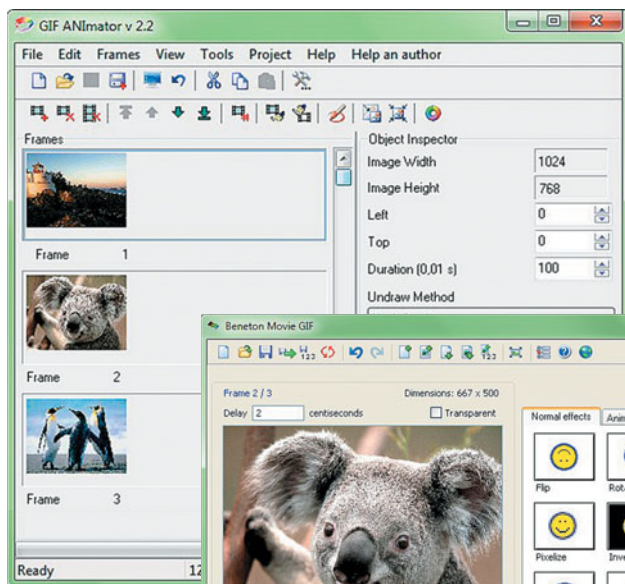 GIF ANImator v 2.2
File Edit Frames View Tools Project Help Help an author
Frames
Object Inspector
Image Width 1024
Image Height 768
Left 0
Top 0
Duration (0,01 s) 100
Undraw Method
Frame 1
Frame 2
Frame 3
Ready
Beneton Movie GIF
123
123
Frame 2 / 3
Dimensions: 667 x 500
Delay 2 centiseconds
Transparent
Normal effects
Flip
Pixelize